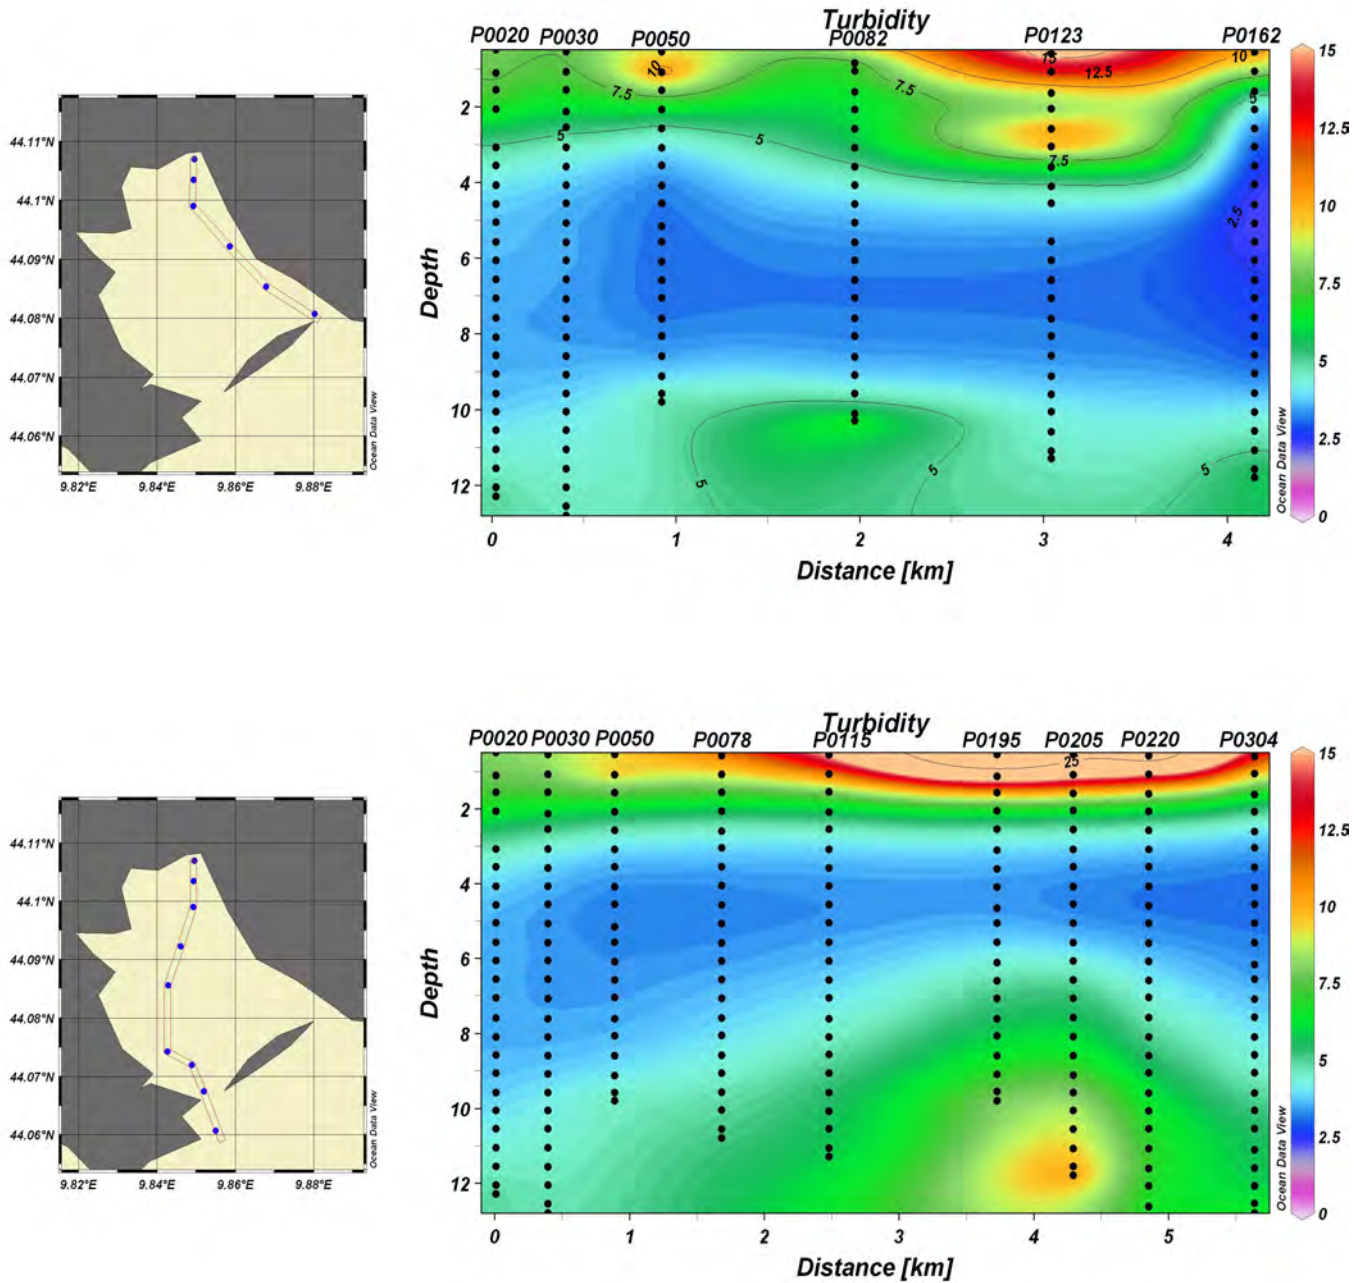 Turbidity
P0020 P0030 P0050 P0082 P0123 P0162
44.11°N
44.1°N
44.09°N
44.08°N
44.07°N
44.06°N
9.82°E 9.84°E 9.86°E 9.88°E
Ocean Data View
Depth
2
4
6
8
10
12
7.5
10
5
5
7.5
15
12.5
7.5
10
5
2.5
5
5
5
0 1 2 3 4
Distance [km]
Ocean Data View
15
12.5
10
7.5
5
2.5
0
Turbidity
P0020 P0030 P0050 P0078 P0115 P0195 P0205 P0220 P0304
44.11°N
44.1°N
44.09°N
44.08°N
44.07°N
44.06°N
9.82°E 9.84°E 9.86°E 9.88°E
Ocean Data View
Depth
2
4
6
8
10
12
25
0 1 2 3 4 5
Distance [km]
Ocean Data View
15
12.5
10
7.5
5
2.5
0